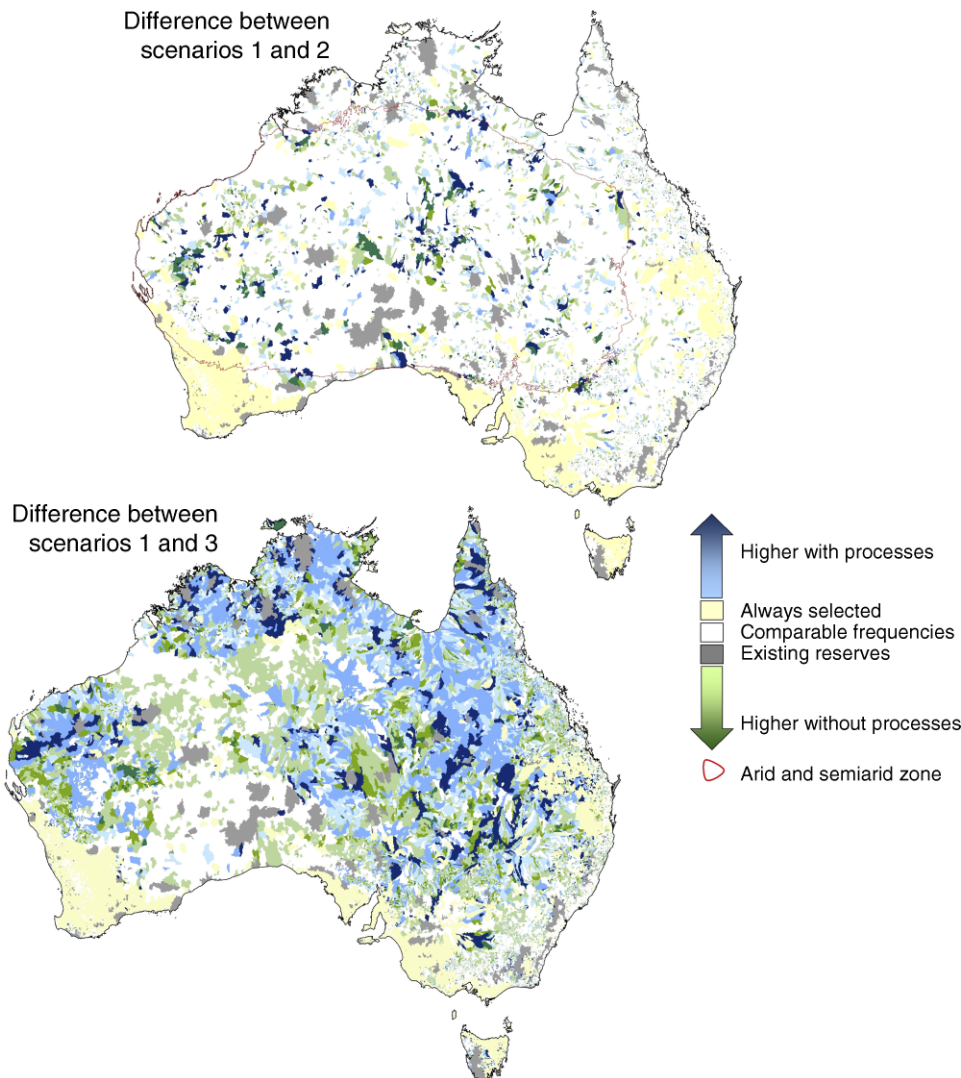 Difference between
scenarios 1 and 2
Difference between
scenarios 1 and 3
Higher with processes
Always selected
Comparable frequencies
Existing reserves
Higher without processes
Arid and semiarid zone